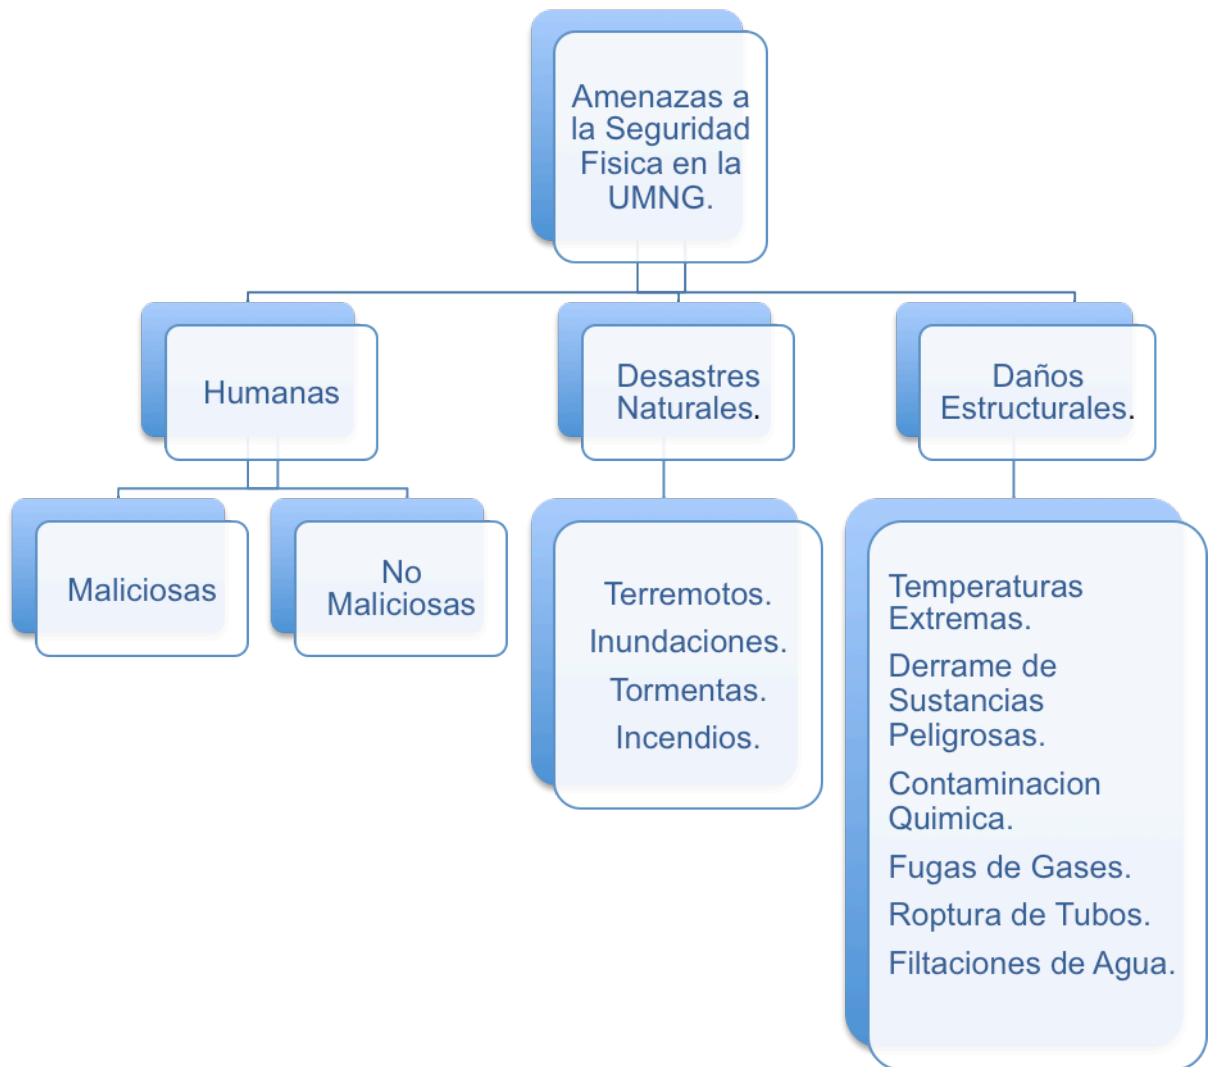 Amenazas a
la Seguridad
Fisica en la
UMNG.
Humanas
Desastres
Naturales.
Daños
Estructurales.
Maliciosas
No
Maliciosas
Terremotos.
Inundaciones.
Tormentas.
Incendios.
Temperaturas
Extremas.
Derrame de
Sustancias
Peligrosas.
Contaminacion
Quimica.
Fugas de Gases.
Roptura de Tubos.
Filtaciones de Agua.